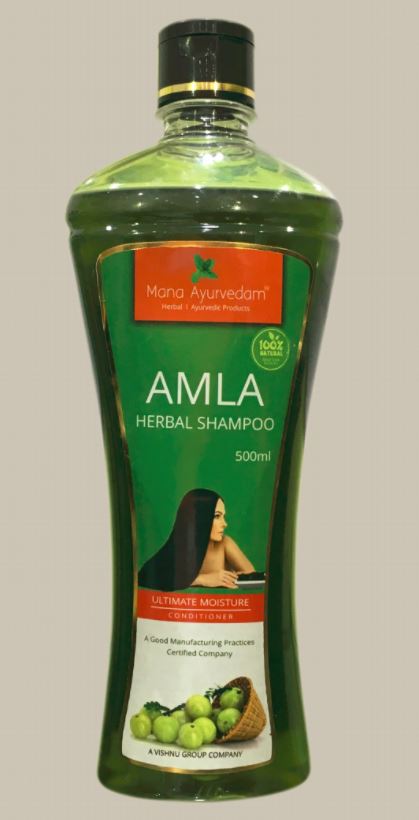 Mana Ayurvedam
Herbal | Ayurvedic Products
100%
NATURAL
AMLA
HERBAL SHAMPOO
500ml
ULTIMATE MOISTURE
CONDITIONER
A Good Manufacturing Practices
Certified Company
A VISHNU GROUP COMPANY